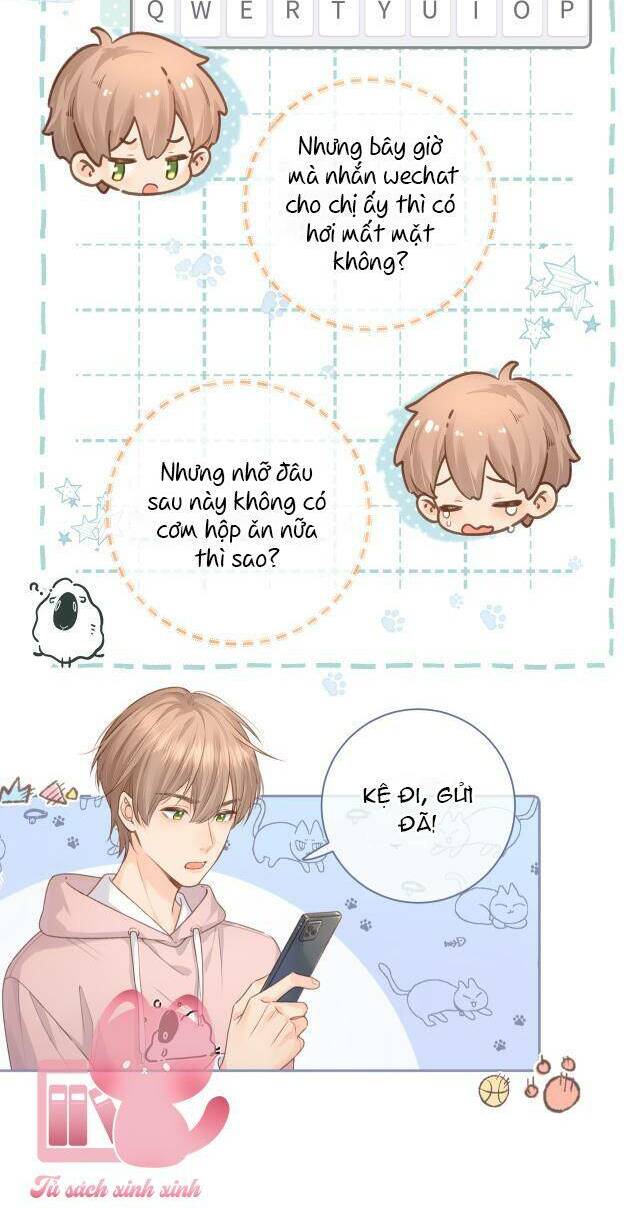 Q W E R T Y U I O P
Nhưng bây giờ
mà nhắn wechat
cho chị ấy thì có
hơi mất mặt
không?
Nhưng nhỡ đâu
sau này không có
cơm hộp ăn nữa
thì sao?
KỆ ĐI, GỬI
ĐÃ!
Tủ sách xinh xinh